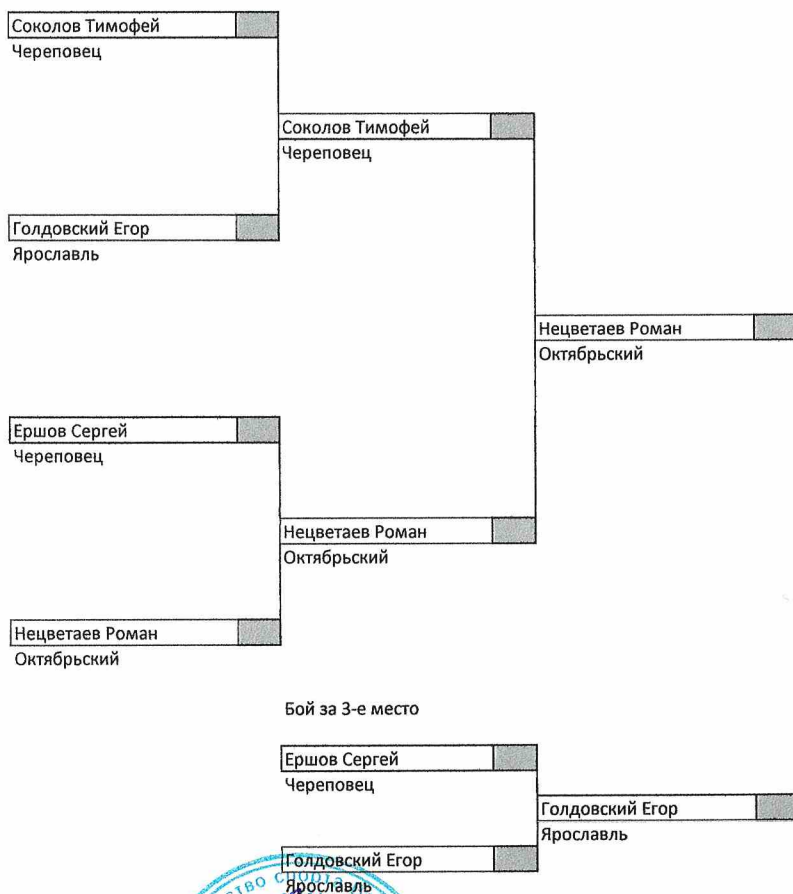 Соколов Тимофей
Череповец
Соколов Тимофей
Череповец
Голдовский Егор
Ярославль
Нецветаев Роман
Октябрьский
Ершов Сергей
Череповец
Нецветаев Роман
Октябрьский
Нецветаев Роман
Октябрьский
Бой за 3-е место
Ершов Сергей
Череповец
Голдовский Егор
Ярославль
Голдовский Егор
Ярославль